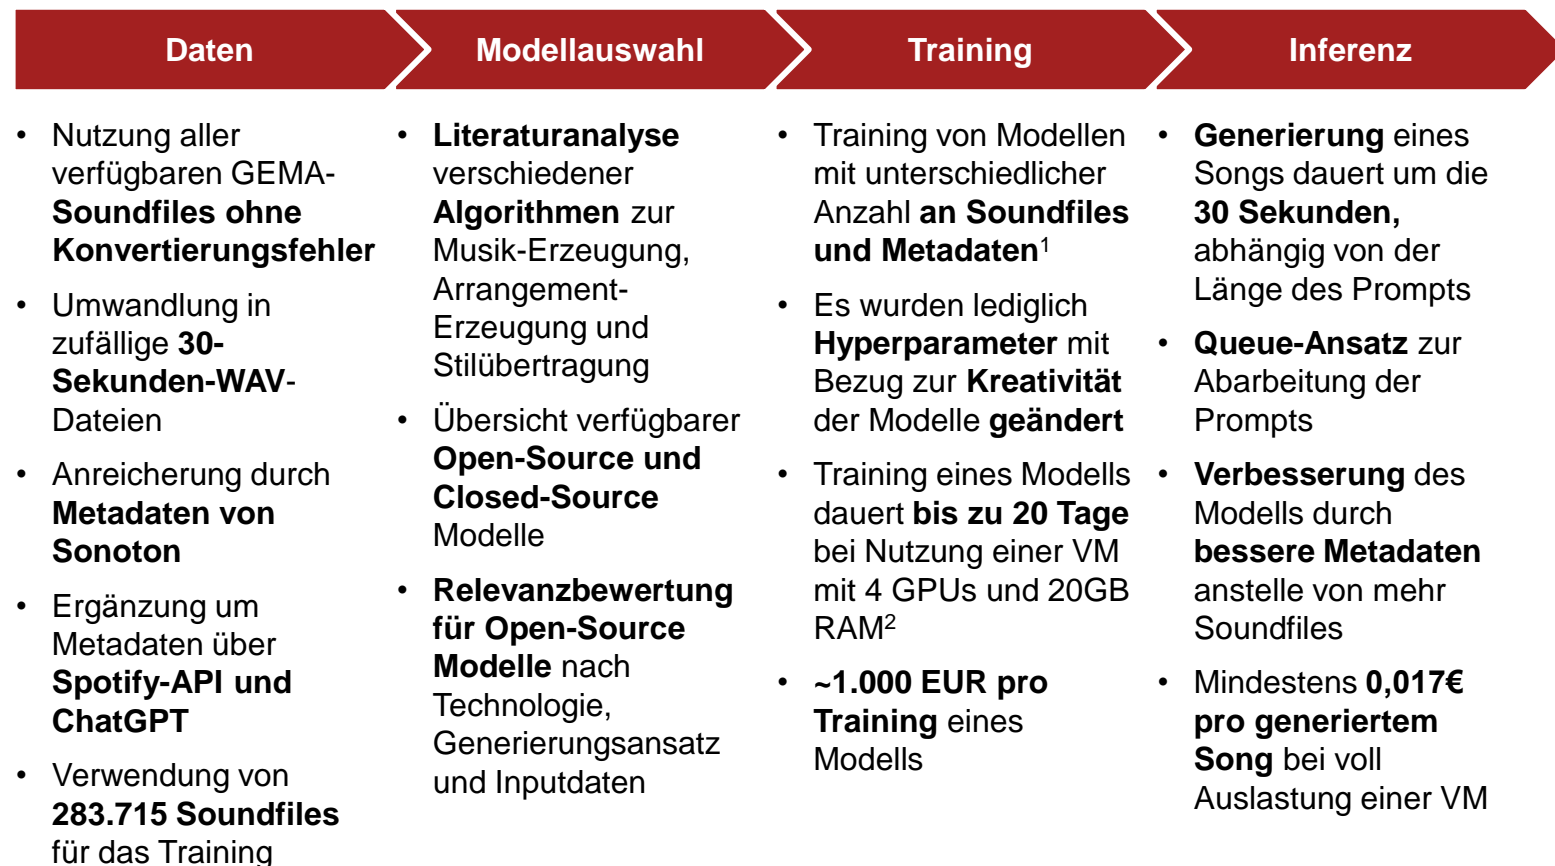 Daten
Modellauswahl
Training
Inferenz
• Nutzung aller
verfügbaren GEMA-
Soundfiles ohne
Konvertierungsfehler
• Umwandlung in
zufällige 30-
Sekunden-WAV-
Dateien
• Anreicherung durch
Metadaten von
Sonoton
• Ergänzung um
Metadaten über
Spotify-API und
ChatGPT
• Verwendung von
283.715 Soundfiles
für das Training
• Literaturanalyse
verschiedener
Algorithmen zur
Musik-Erzeugung,
Arrangement-
Erzeugung und
Stilübertragung
• Übersicht verfügbarer
Open-Source und
Closed-Source
Modelle
• Relevanzbewertung
für Open-Source
Modelle nach
Technologie,
Generierungsansatz
und Inputdaten
• Training von Modellen
mit unterschiedlicher
Anzahl an Soundfiles
und Metadaten¹
• Es wurden lediglich
Hyperparameter mit
Bezug zur Kreativität
der Modelle geändert
• Training eines Modells
dauert bis zu 20 Tage
bei Nutzung einer VM
mit 4 GPUs und 20GB
RAM²
• ~1.000 EUR pro
Training eines
Modells
• Generierung eines
Songs dauert um die
30 Sekunden,
abhängig von der
Länge des Prompts
• Queue-Ansatz zur
Abarbeitung der
Prompts
• Verbesserung des
Modells durch
bessere Metadaten
anstelle von mehr
Soundfiles
• Mindestens 0,017€
pro generiertem
Song bei voll
Auslastung einer VM